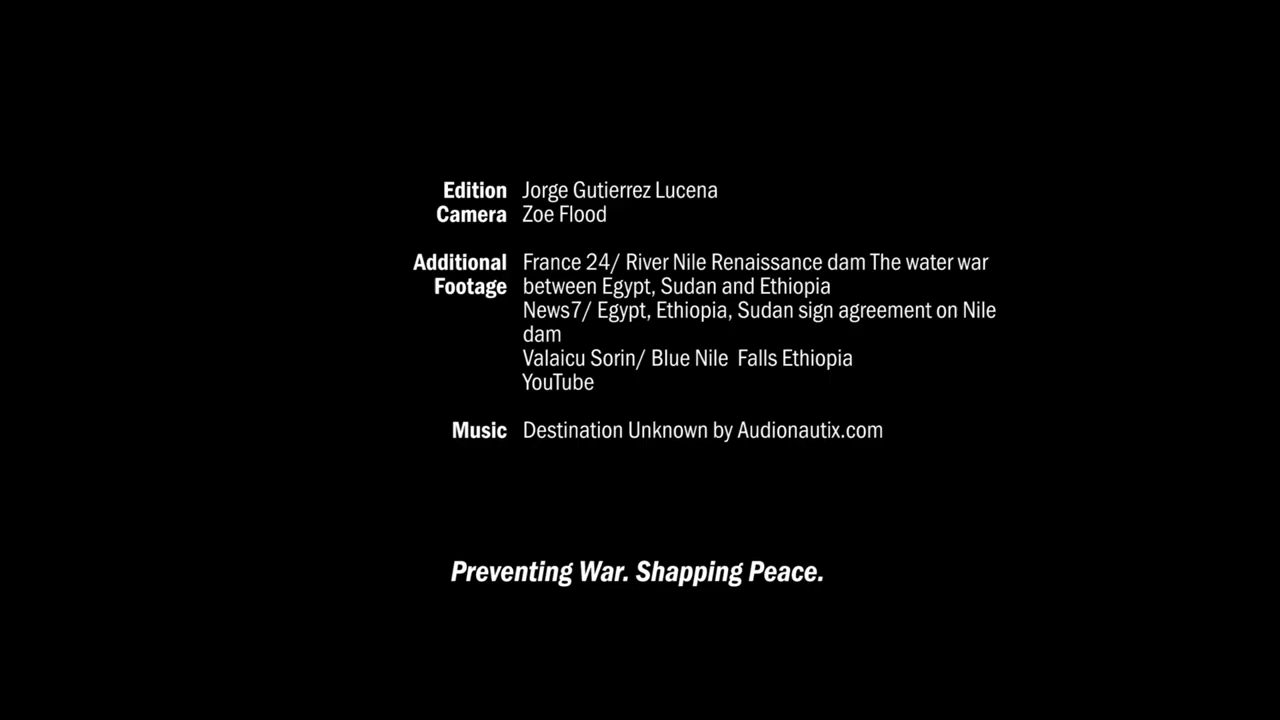 Edition Jorge Gutierrez Lucena
Camera Zoe Flood
Additional France 24/ River Nile Renaissance dam The water war
Footage between Egypt, Sudan and Ethiopia
News7/ Egypt, Ethiopia, Sudan sign agreement on Nile
dam
Valaicu Sorin/ Blue Nile Falls Ethiopia
YouTube
Music Destination Unknown by Audionautix.com
Preventing War. Shapping Peace.